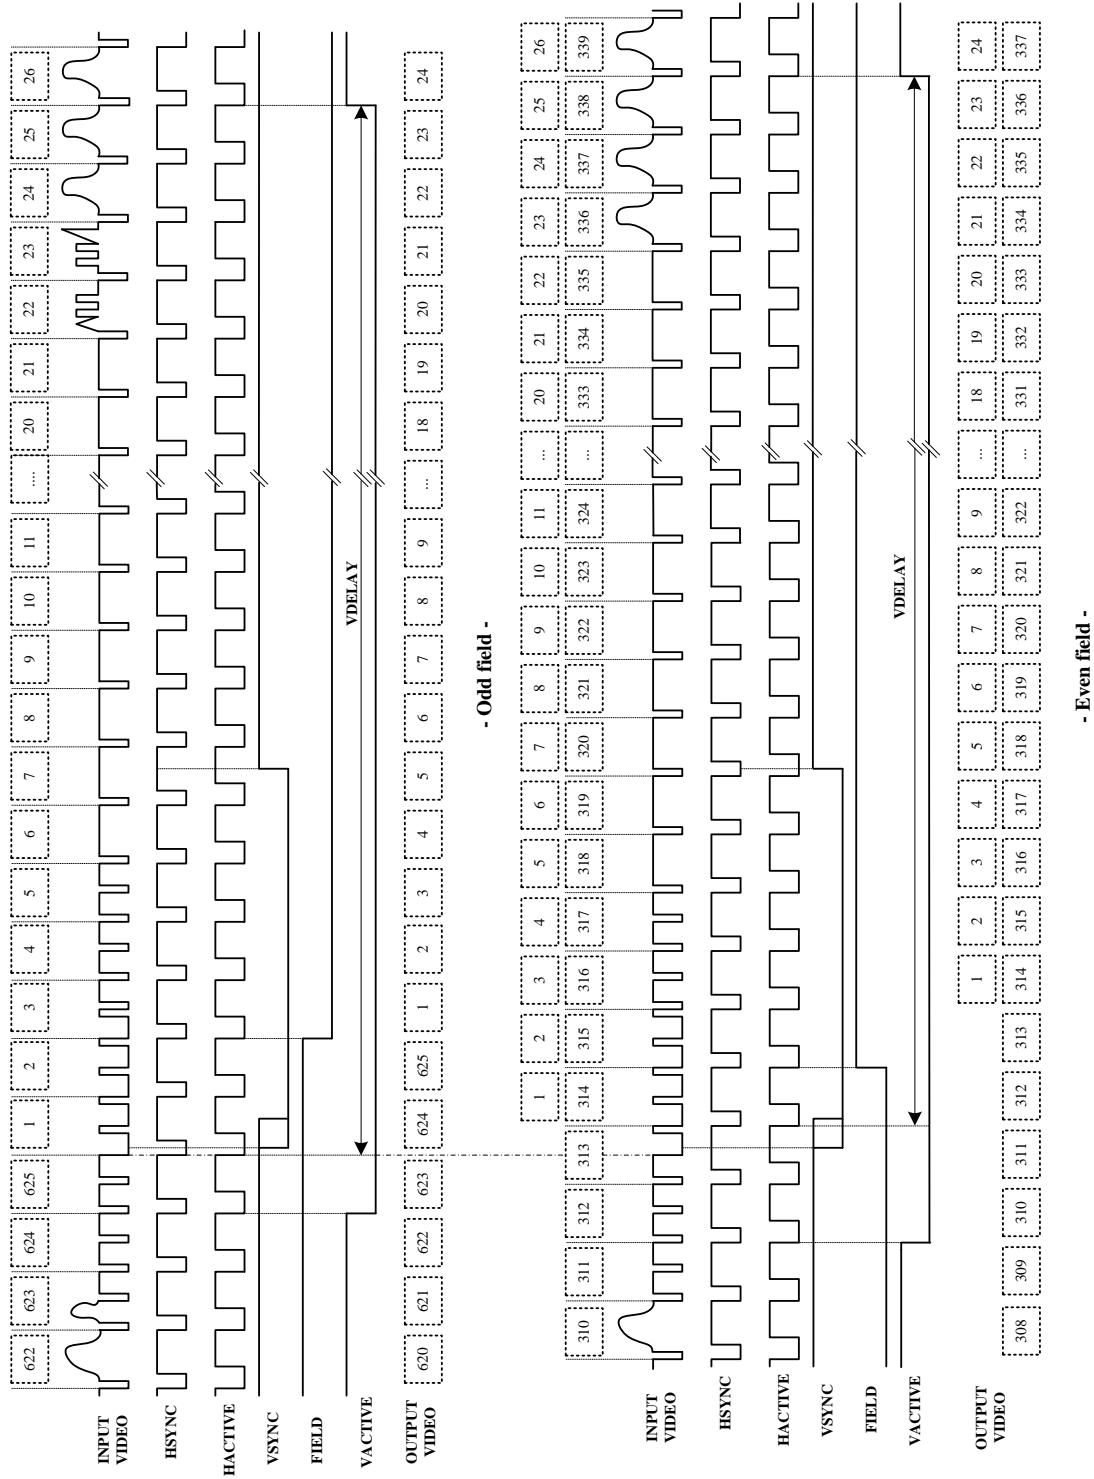 622 623 624 625 1 2 3 4 5 6 7 8 9 10 11 .... 20 21 22 23 24 25 26
INPUT
VIDEO
HSYNC
HACTIVE
VSYNC
FIELD
VDELAY
VACTIVE
OUTPUT
VIDEO
620 621 622 623 624 625 1 2 3 4 5 6 7 8 9 ... 18 19 20 21 22 23 24
- Odd field -
1 2 3 4 5 6 7 8 9 10 11 ... 20 21 22 23 24 25 26
310 311 312 313 314 315 316 317 318 319 320 321 322 323 324 ... 333 334 335 336 337 338 339
INPUT
VIDEO
HSYNC
HACTIVE
VSYNC
FIELD
VDELAY
VACTIVE
OUTPUT
VIDEO
1 2 3 4 5 6 7 8 9 ... 18 19 20 21 22 23 24
308 309 310 311 312 313 314 315 316 317 318 319 320 321 322 ... 331 332 333 334 335 336 337
- Even field -